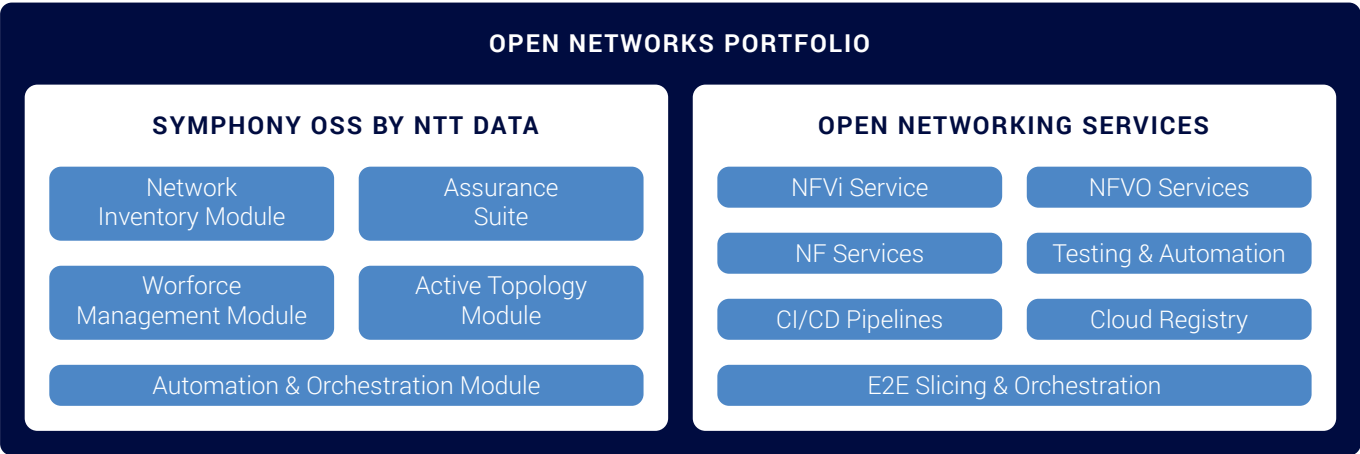 OPEN NETWORKS PORTFOLIO
SYMPHONY OSS BY NTT DATA
Network
Inventory Module
Assurance
Suite
Worforce
Management Module
Active Topology
Module
Automation & Orchestration Module
OPEN NETWORKING SERVICES
NFVi Service
NFVO Services
NF Services
Testing & Automation
CI/CD Pipelines
Cloud Registry
E2E Slicing & Orchestration